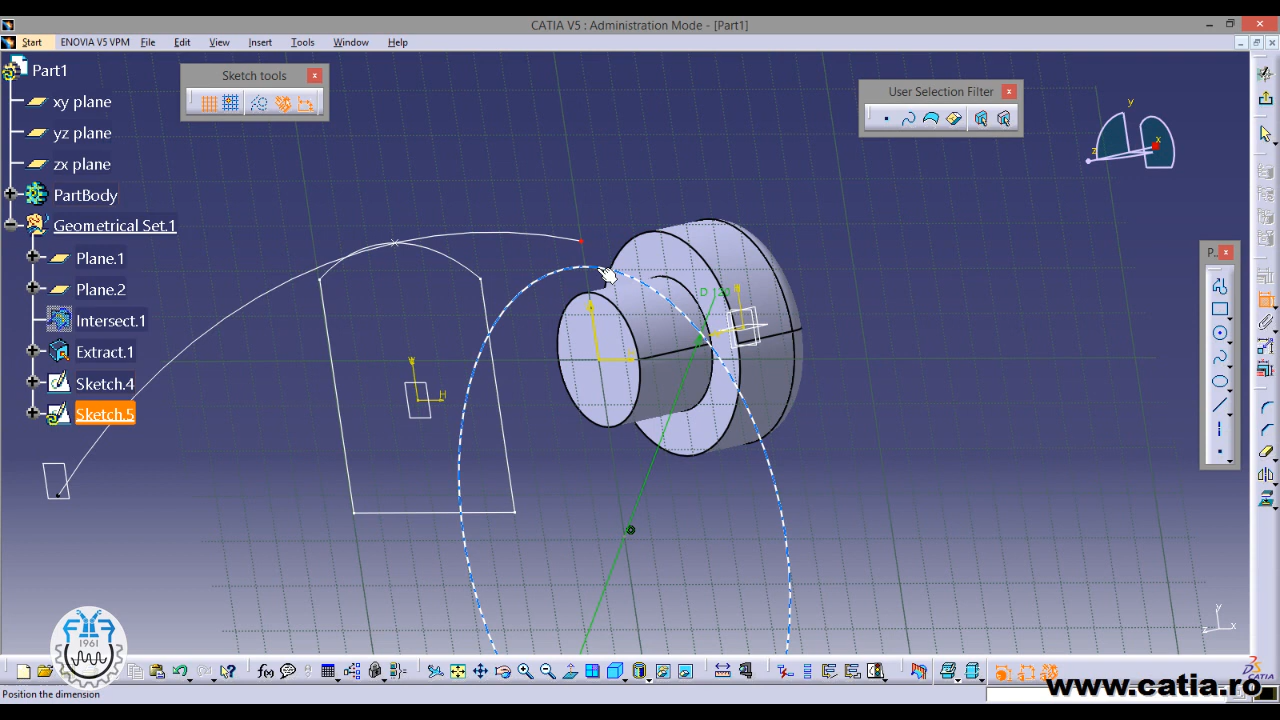 CATIA V5 : Administration Mode - [Part1]
Start ENOVIA V5 VPM File Edit View Insert Tools Window Help
Part1
Sketch tools
User Selection Filter
xy plane
yz plane
zx plane
PartBody
Geometrical Set.1
Plane.1
Plane.2
Intersect.1
Extract.1
Sketch.4
Sketch.5
P...
y
z
x
H
1961
Y
z
x
f(x)
CATIA
Position the dimension
www.catia.ro